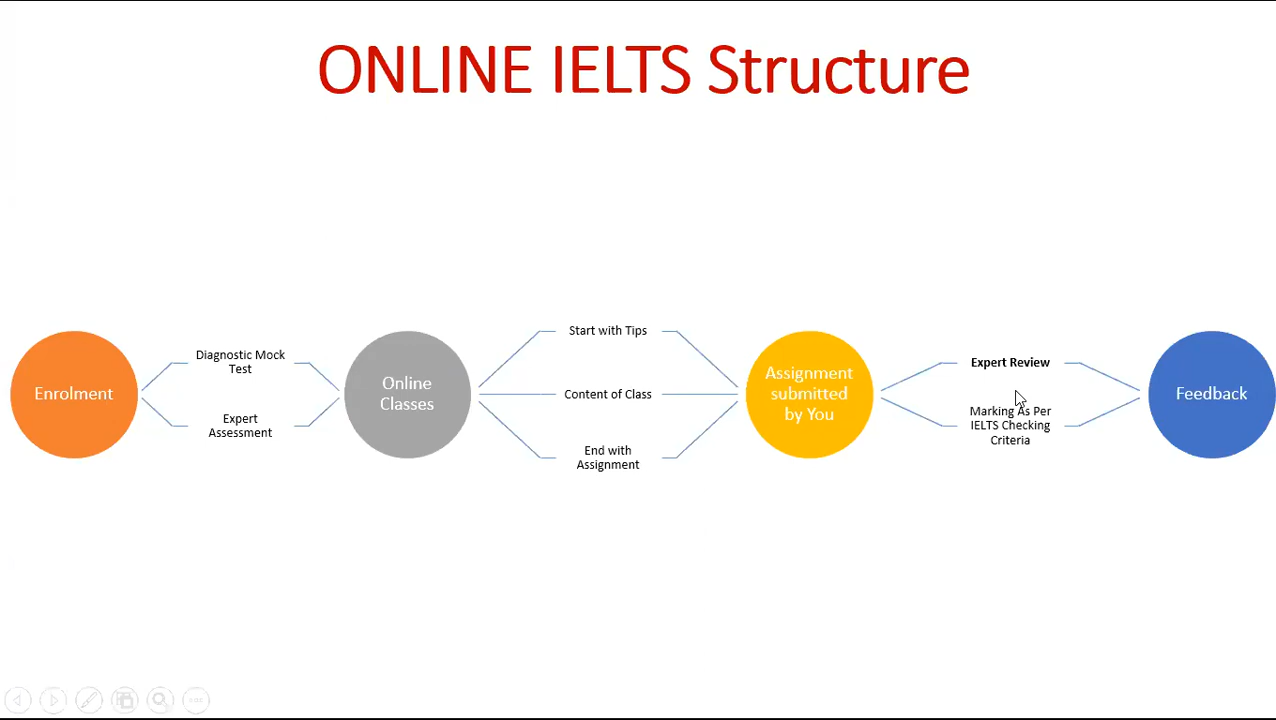 ONLINE IELTS Structure
Enrolment
Diagnostic Mock
Test
Expert
Assessment
Online
Classes
Start with Tips
Content of Class
End with
Assignment
Assignment
submitted
by You
Expert Review
Marking As Per
IELTS Checking
Criteria
Feedback